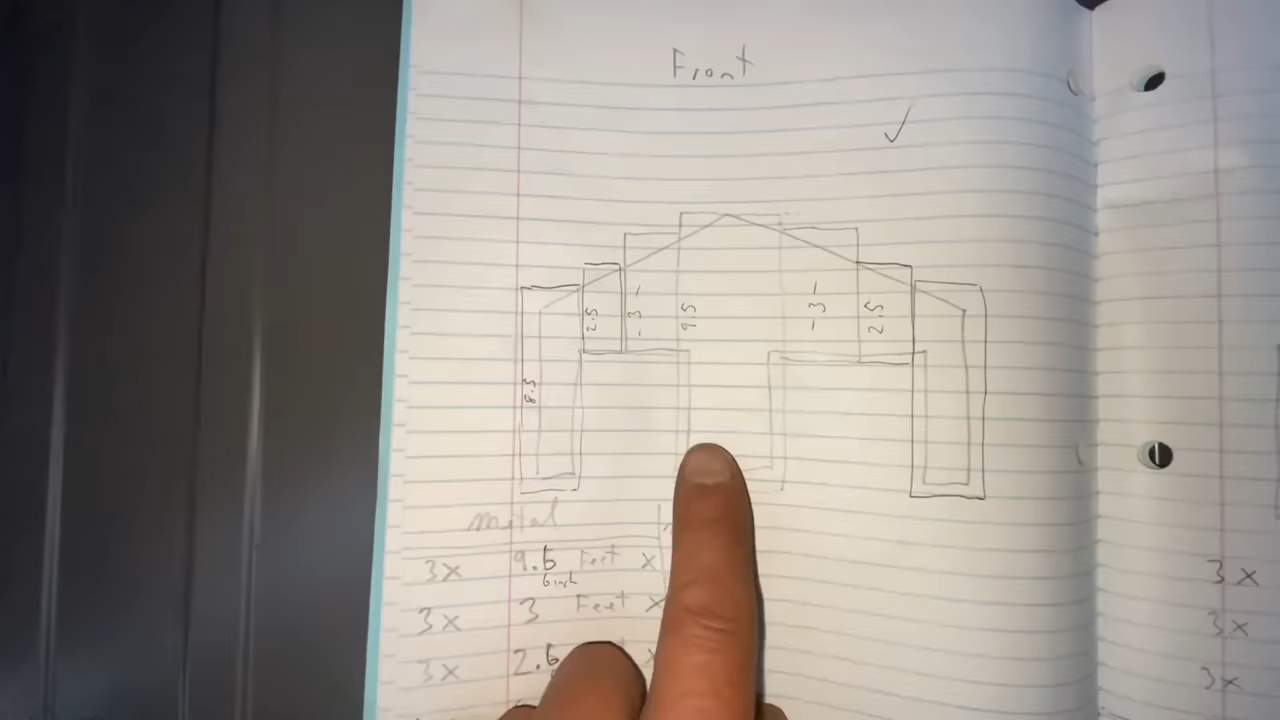 Front
2.5
-3-
9.5
-3-
2.5
8.5
metal
3x 9.6 Feet x
6inch
3x 3 Feet x
3x 2.6
3x
3x
3x